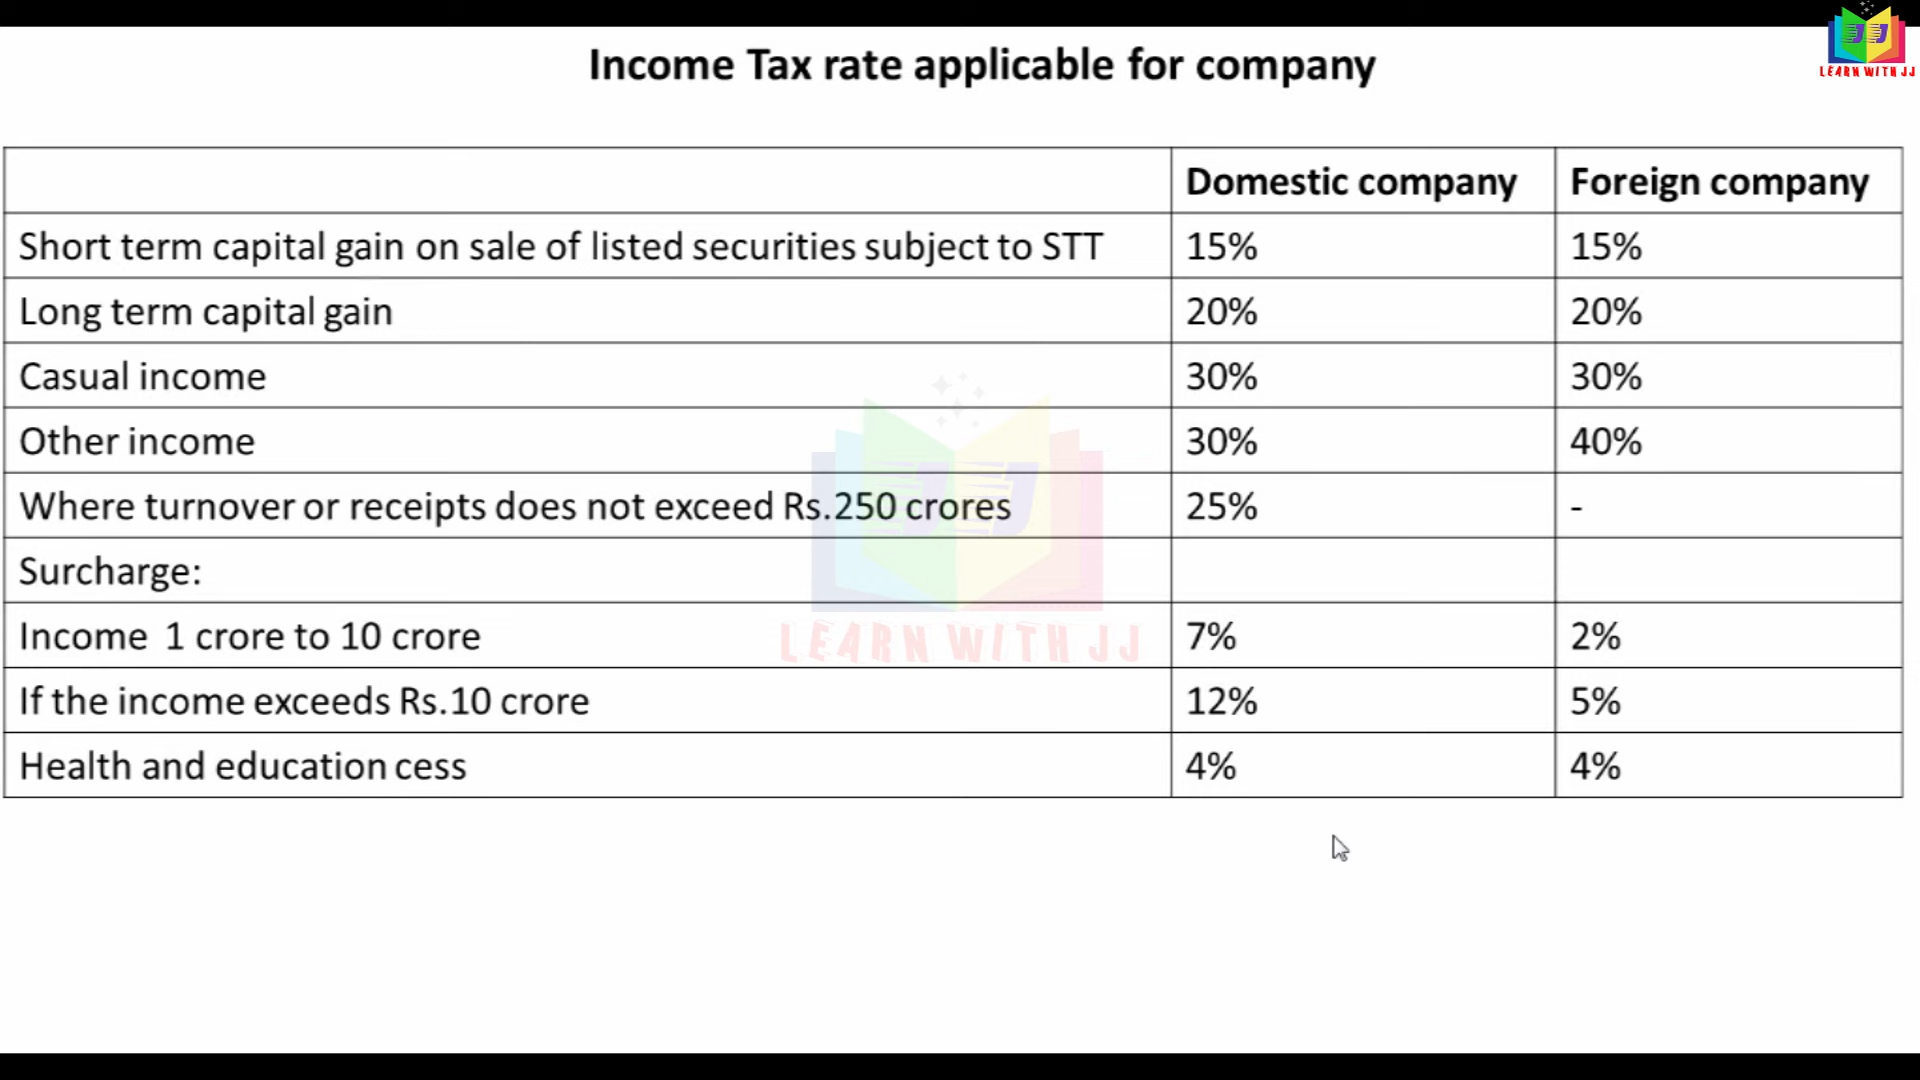 LEARN WITH JJ
Income Tax rate applicable for company
Domestic company Foreign company
Short term capital gain on sale of listed securities subject to STT 15% 15%
Long term capital gain 20% 20%
Casual income 30% 30%
Other income 30% 40%
Where turnover or receipts does not exceed Rs.250 crores 25% -
Surcharge:
Income 1 crore to 10 crore 7% 2%
LEARN WITH JJ
If the income exceeds Rs.10 crore 12% 5%
Health and education cess 4% 4%